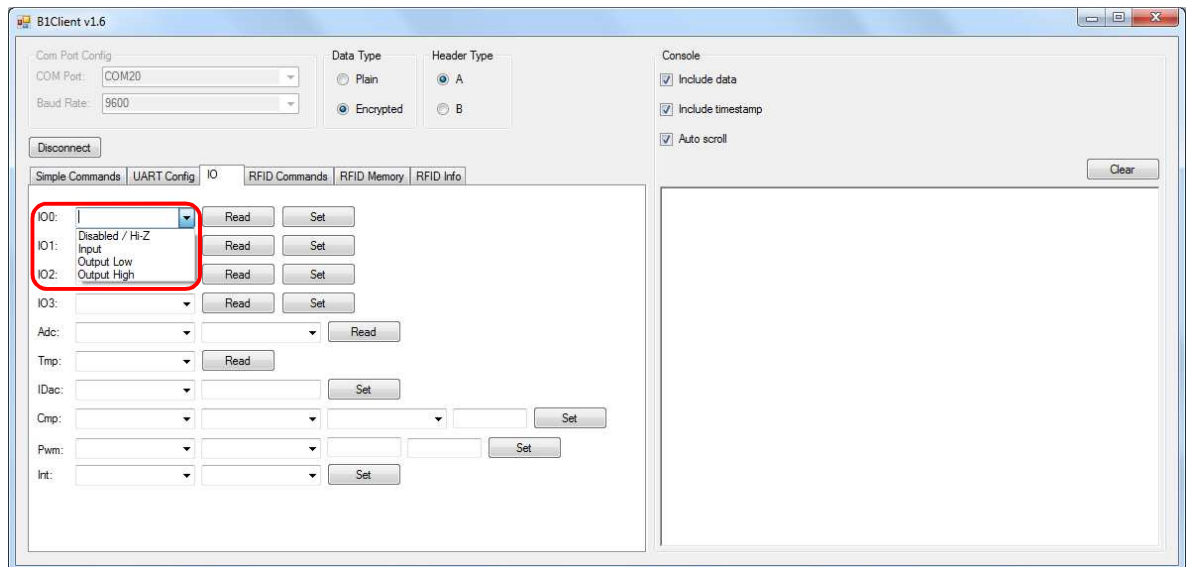 B1Client v1.6
Com Port Config
COM Port: COM20
Baud Rate: 9600
Data Type
Plain
Encrypted
Header Type
A
B
Disconnect
Simple Commands UART Config IO RFID Commands RFID Memory RFID Info
IO0: Read Set
Disabled / Hi-Z
Input
Output Low
Output High
IO1: Read Set
IO2: Read Set
IO3: Read Set
Adc: Read
Tmp: Read
IDac: Set
Cmp: Set
Pwm: Set
Int: Set
Console
Include data
Include timestamp
Auto scroll
Clear